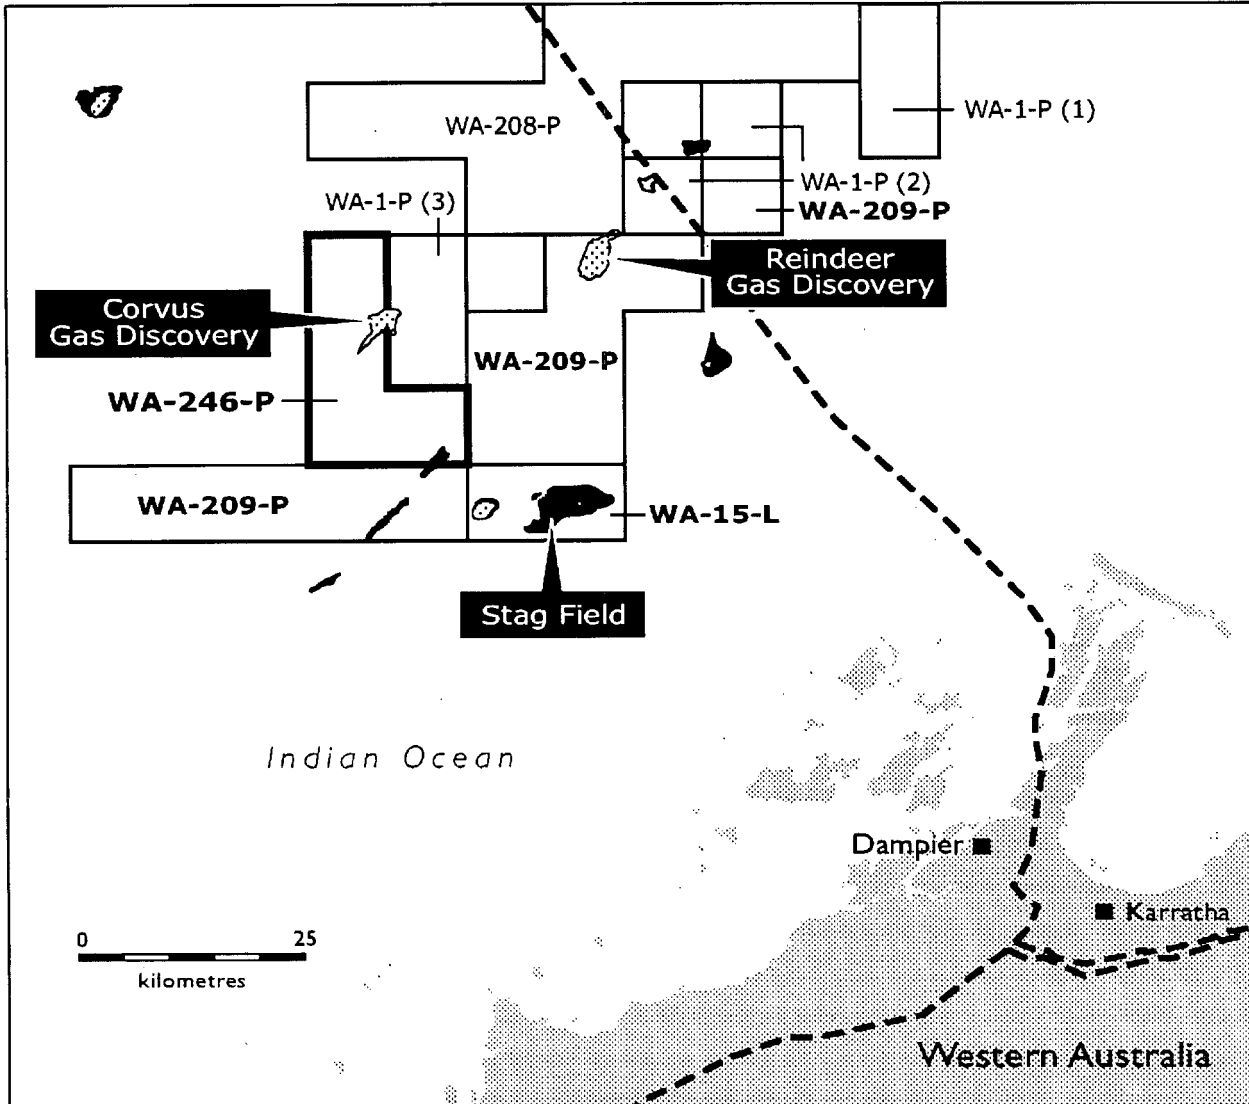 WA-208-P
WA-1-P (1)
WA-1-P (2)
WA-209-P
WA-1-P (3)
Reindeer
Gas Discovery
Corvus
Gas Discovery
WA-209-P
WA-246-P
WA-209-P
WA-15-L
Stag Field
Indian Ocean
Dampier
Karratha
0 25
kilometres
Western Australia